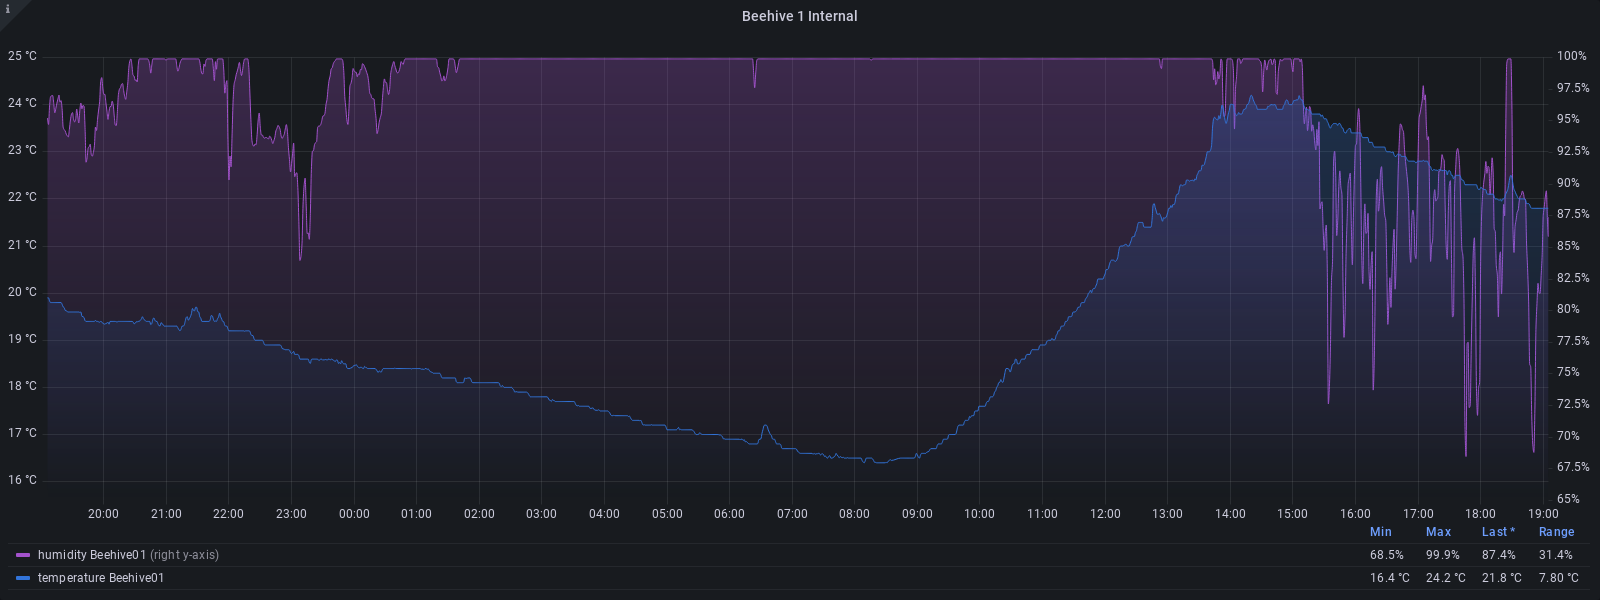 i
Beehive 1 Internal
25 °C 100%
24 °C 97.5%
23 °C 95%
22 °C 92.5%
21 °C 90%
20 °C 87.5%
19 °C 85%
18 °C 82.5%
17 °C 80%
16 °C 77.5%
75%
72.5%
70%
67.5%
65%
20:00 21:00 22:00 23:00 00:00 01:00 02:00 03:00 04:00 05:00 06:00 07:00 08:00 09:00 10:00 11:00 12:00 13:00 14:00 15:00 16:00 17:00 18:00 19:00
Min Max Last * Range
humidity Beehive01 (right y-axis) 68.5% 99.9% 87.4% 31.4%
temperature Beehive01 16.4 °C 24.2 °C 21.8 °C 7.80 °C